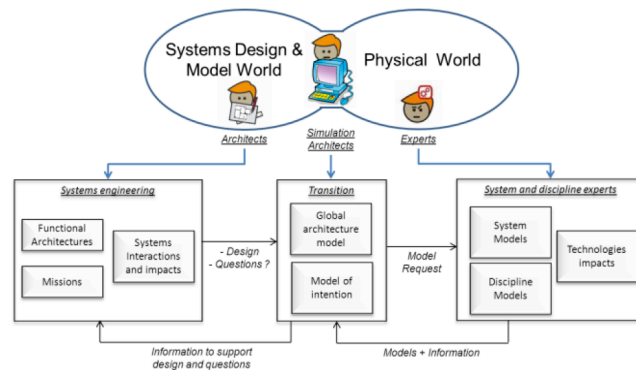 Systems Design &
Model World
Physical World
Architects
Simulation
Architects
Experts
Systems engineering
Functional
Architectures
Missions
Systems
Interactions
and impacts
- Design
- Questions ?
Transition
Global
architecture
model
Model of
intention
Model
Request
System and discipline experts
System
Models
Discipline
Models
Technologies
impacts
Information to support
design and questions
Models + Information